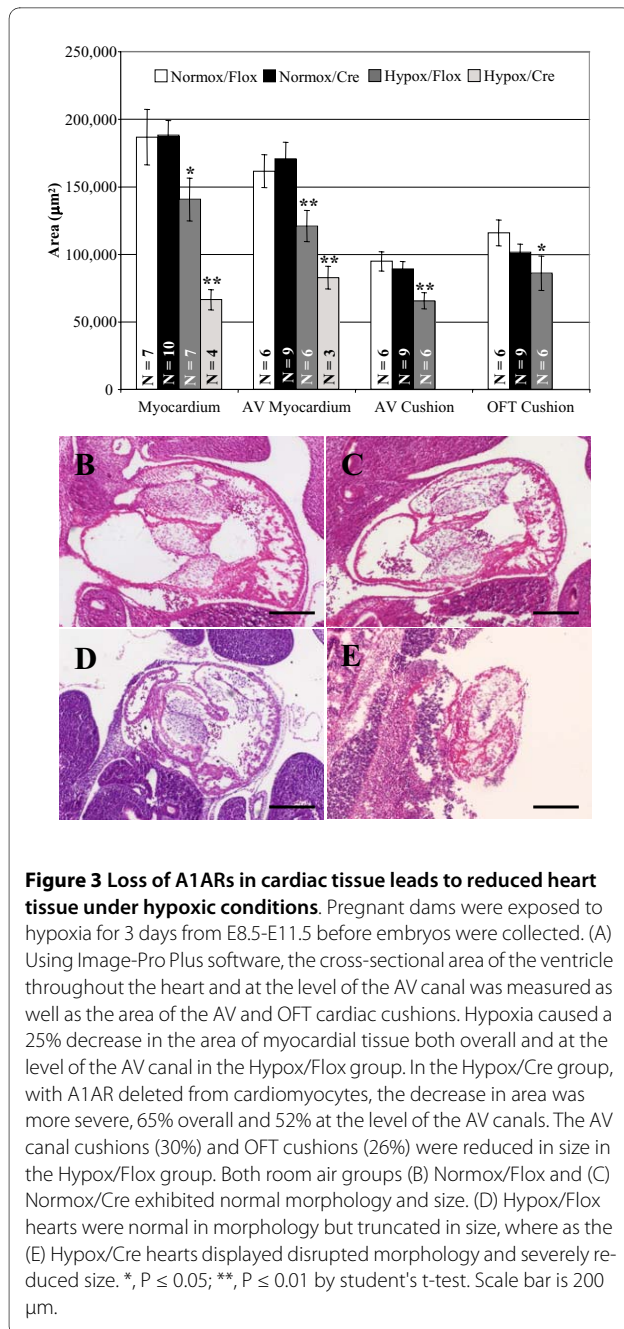 250,000
Normox/Flox Normox/Cre Hypox/Flox Hypox/Cre
200,000
150,000
100,000
50,000
0
Area (µm²)
*
**
**
**
**
*
N = 7
N = 10
N = 7
N = 4
N = 6
N = 9
N = 6
N = 3
N = 6
N = 9
N = 6
N = 6
N = 9
N = 6
Myocardium AV Myocardium AV Cushion OFT Cushion
B
C
D
E
Figure 3 Loss of A1ARs in cardiac tissue leads to reduced heart
tissue under hypoxic conditions. Pregnant dams were exposed to
hypoxia for 3 days from E8.5-E11.5 before embryos were collected. (A)
Using Image-Pro Plus software, the cross-sectional area of the ventricle
throughout the heart and at the level of the AV canal was measured as
well as the area of the AV and OFT cardiac cushions. Hypoxia caused a
25% decrease in the area of myocardial tissue both overall and at the
level of the AV canal in the Hypox/Flox group. In the Hypox/Cre group,
with A1AR deleted from cardiomyocytes, the decrease in area was
more severe, 65% overall and 52% at the level of the AV canals. The AV
canal cushions (30%) and OFT cushions (26%) were reduced in size in
the Hypox/Flox group. Both room air groups (B) Normox/Flox and (C)
Normox/Cre exhibited normal morphology and size. (D) Hypox/Flox
hearts were normal in morphology but truncated in size, where as the
(E) Hypox/Cre hearts displayed disrupted morphology and severely re-
duced size. *, P ≤ 0.05; **, P ≤ 0.01 by student's t-test. Scale bar is 200
µm.